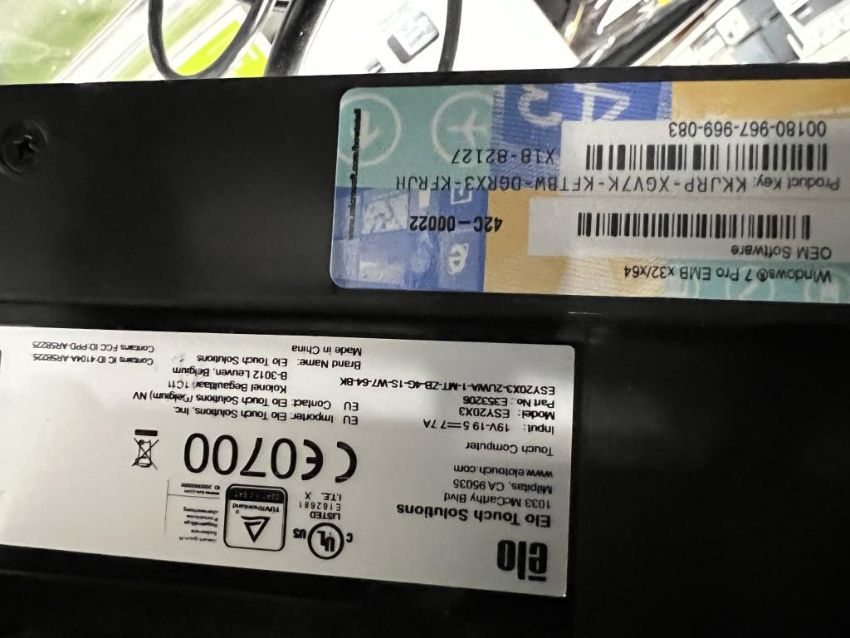 Windows® 7 Pro EMB x32/x64
OEM Software
42C-00022
Product Key: KKJRP-XGV7K-KFTBW-DGRX3-KFRJH
X18-82127
00180-967-969-083
elo
Elo Touch Solutions
1033 McCarthy Blvd
Milpitas, CA 95035
www.elotouch.com
Touch Computer
Input: 19V-19.5 ⎓ 7.7A
Model: ESY20X3
Part No.: E353206
ESY20X3-2UWA-1-MT-ZB-4G-1S-W7-64-BK
C UL US
LISTED
E162681
I.T.E. X
TÜVRheinland
CE0700
EU Importer: Elo Touch Solutions, Inc.
EU Contact: Elo Touch Solutions (Belgium) NV
Kolonel Begaultlaan 1C11
B-3012 Leuven, Belgium
Brand Name: Elo Touch Solutions
Made in China
Contains IC ID 4104A-AR5B225
Contains FCC ID PPD-AR5B225